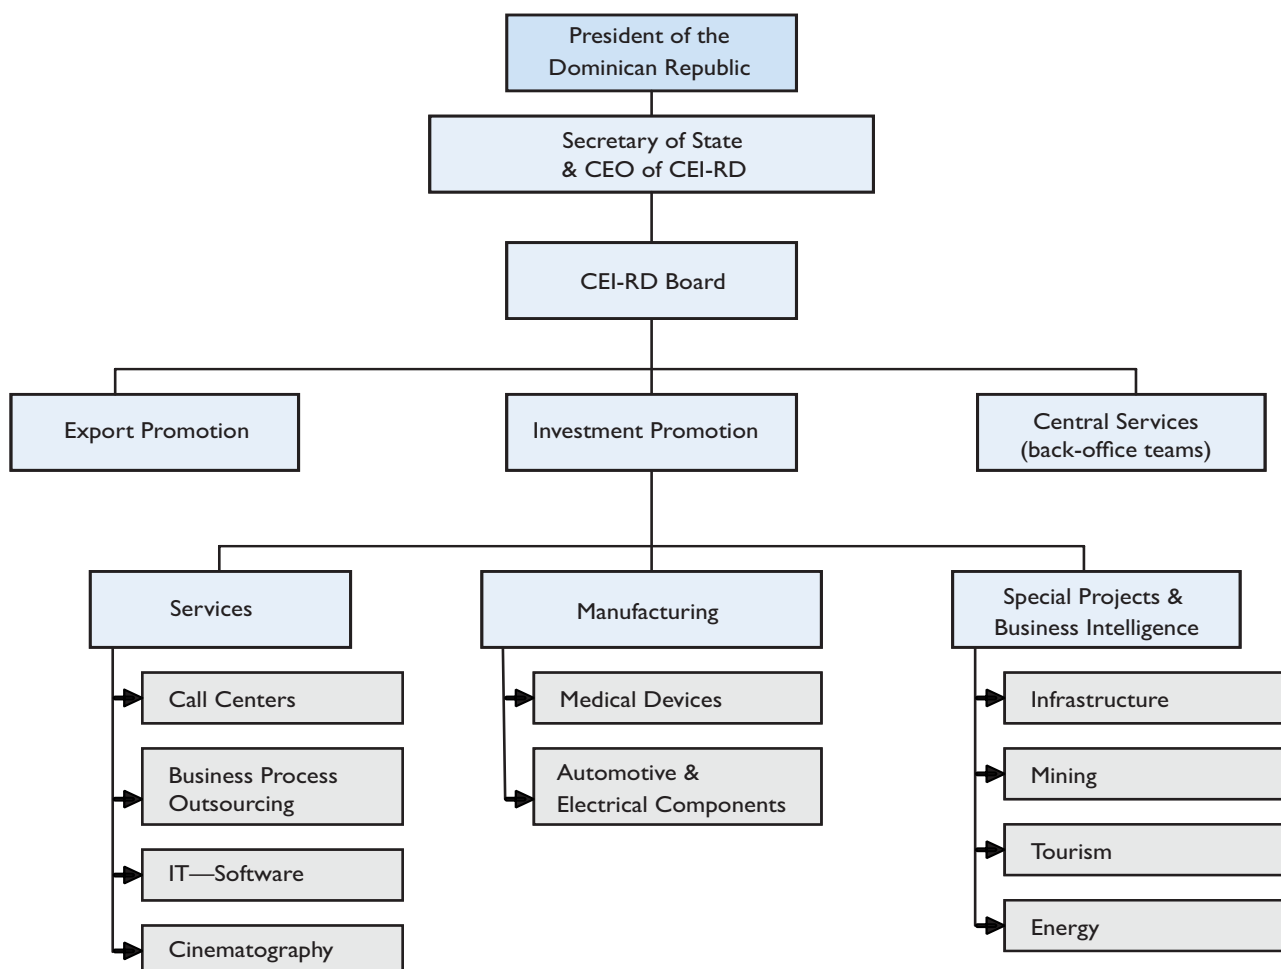 President of the
Dominican Republic
Secretary of State
& CEO of CEI-RD
CEI-RD Board
Export Promotion
Investment Promotion
Central Services
(back-office teams)
Services
Manufacturing
Special Projects &
Business Intelligence
Call Centers
Business Process
Outsourcing
IT—Software
Cinematography
Medical Devices
Automotive &
Electrical Components
Infrastructure
Mining
Tourism
Energy